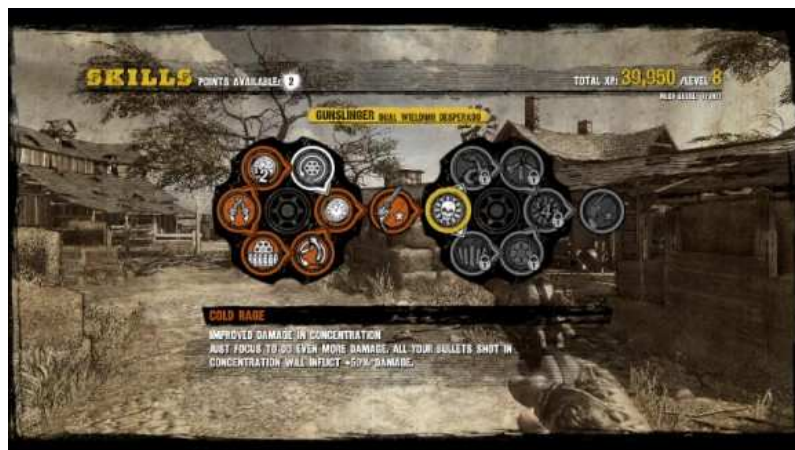 SKILLS POINTS AVAILABLE: 2
TOTAL XP: 39,950 /LEVEL 8
GUNSLINGER DUAL WIELDING DESPERADO
COLD RAGE
IMPROVED DAMAGE IN CONCENTRATION
JUST FOCUS TO DO EVEN MORE DAMAGE. ALL YOUR BULLETS SHOT IN
CONCENTRATION WILL INFLICT +50% DAMAGE.